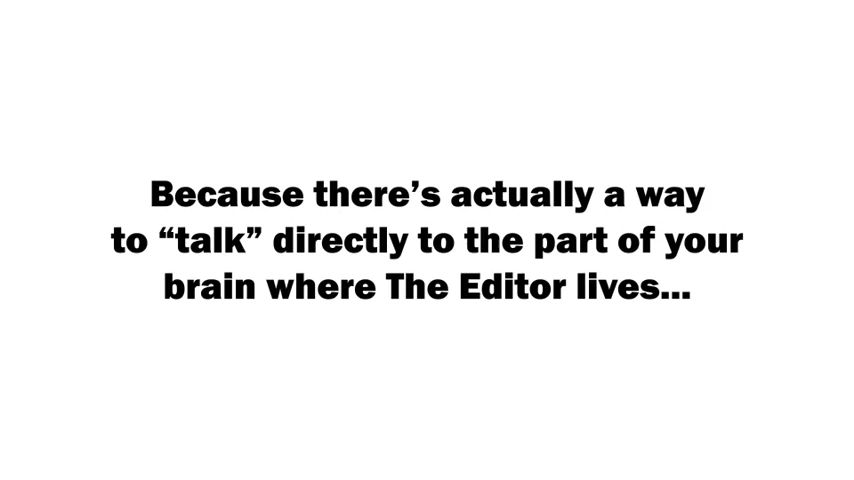 Because there’s actually a way
to “talk” directly to the part of your
brain where The Editor lives...